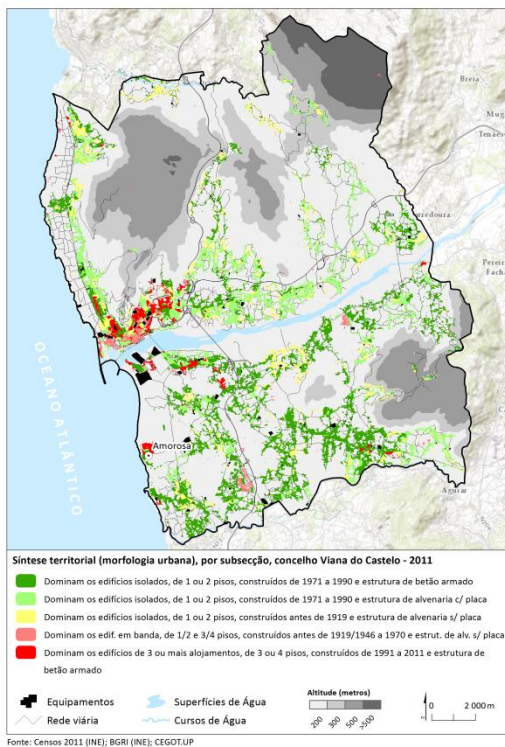 Breia
OCEANO ATLÂNTICO
Amorosa
Aguiar
Síntese territorial (morfologia urbana), por subsecção, concelho Viana do Castelo - 2011
Dominam os edifícios isolados, de 1 ou 2 pisos, construídos de 1971 a 1990 e estrutura de betão armado
Dominam os edifícios isolados, de 1 ou 2 pisos, construídos de 1971 a 1990 e estrutura de alvenaria c/ placa
Dominam os edifícios isolados, de 1 ou 2 pisos, construídos antes de 1919 e estrutura de alvenaria s/ placa
Dominam os edif. em banda, de 1/2 e 3/4 pisos, construídos antes de 1919/1946 a 1970 e estrut. de alv. s/ placa
Dominam os edifícios de 3 ou mais alojamentos, de 3 ou 4 pisos, construídos de 1991 a 2011 e estrutura de
betão armado
Equipamentos
Superfícies de Água
Rede viária
Cursos de Água
Altitude (metros)
200 300 500 >500
N
0 2 000 m
Fonte: Censos 2011 (INE); BGRI (INE); CEGOT.UP